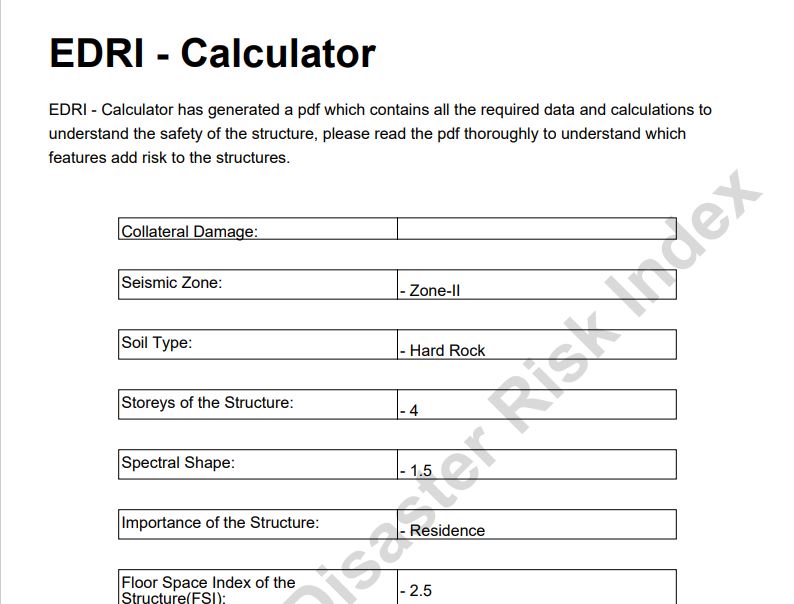 EDRI - Calculator
EDRI - Calculator has generated a pdf which contains all the required data and calculations to
understand the safety of the structure, please read the pdf thoroughly to understand which
features add risk to the structures.
Collateral Damage:
Seismic Zone:
- Zone-II
Soil Type:
- Hard Rock
Storeys of the Structure:
- 4
Spectral Shape:
- 1.5
Importance of the Structure:
- Residence
Floor Space Index of the
Structure(FSI):
- 2.5
Disaster Risk Index